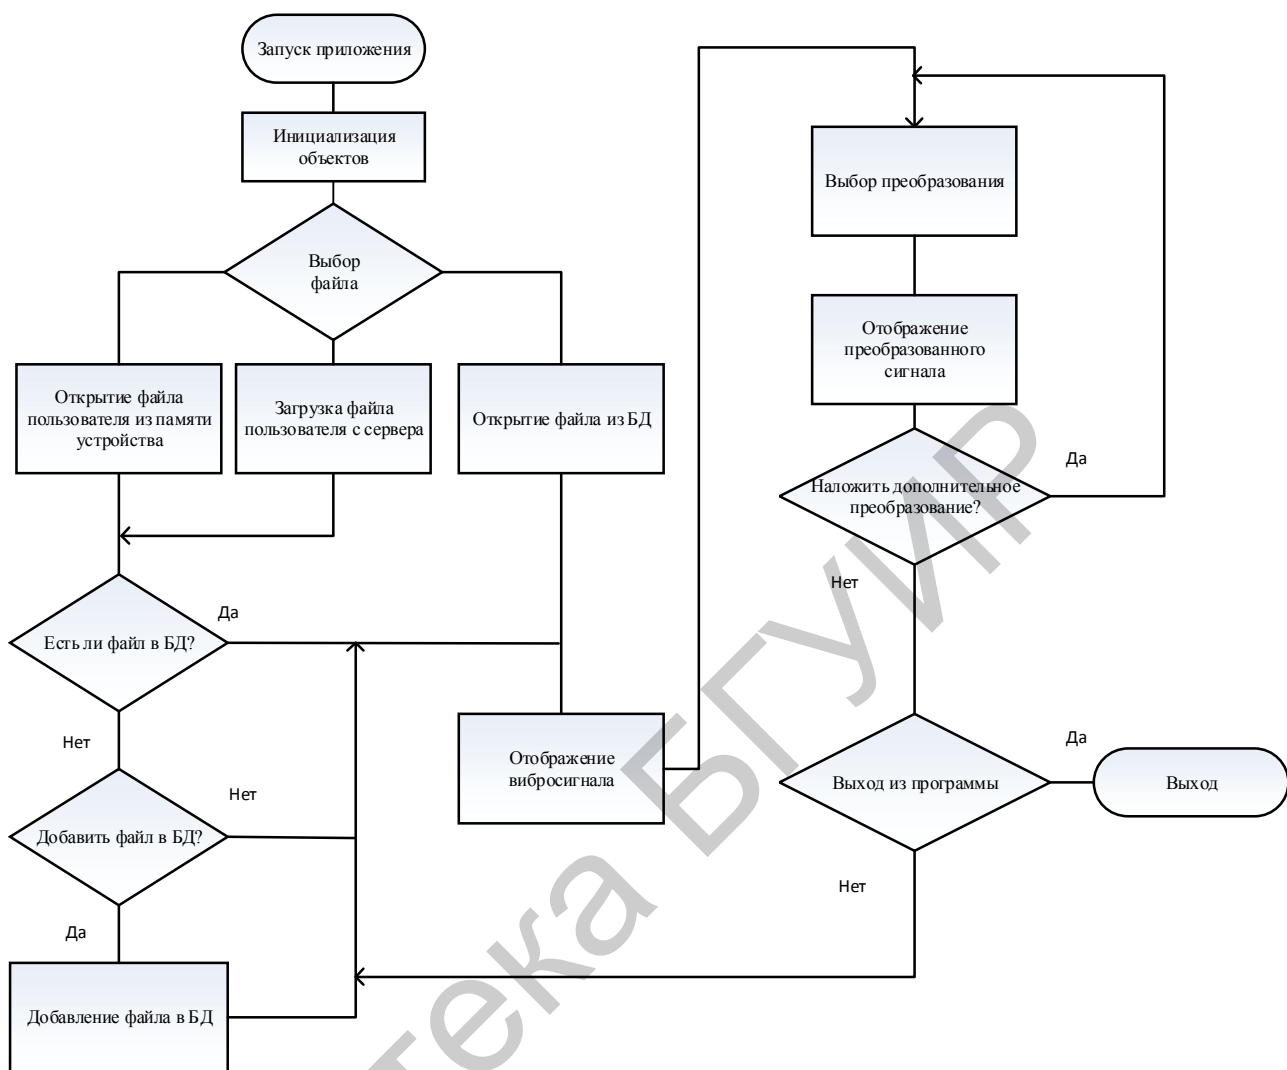 Запуск приложения
Инициализация
объектов
Выбор
файла
Открытие файла
пользователя из памяти
устройства
Загрузка файла
пользователя с сервера
Открытие файла из БД
Есть ли файл в БД?
Да
Нет
Добавить файл в БД?
Нет
Да
Добавление файла в БД
Отображение
вибросигнала
Выбор преобразования
Отображение
преобразованного
сигнала
Наложить дополнительное
преобразование?
Да
Нет
Выход из программы
Да
Выход
Нет
тека БГУИР